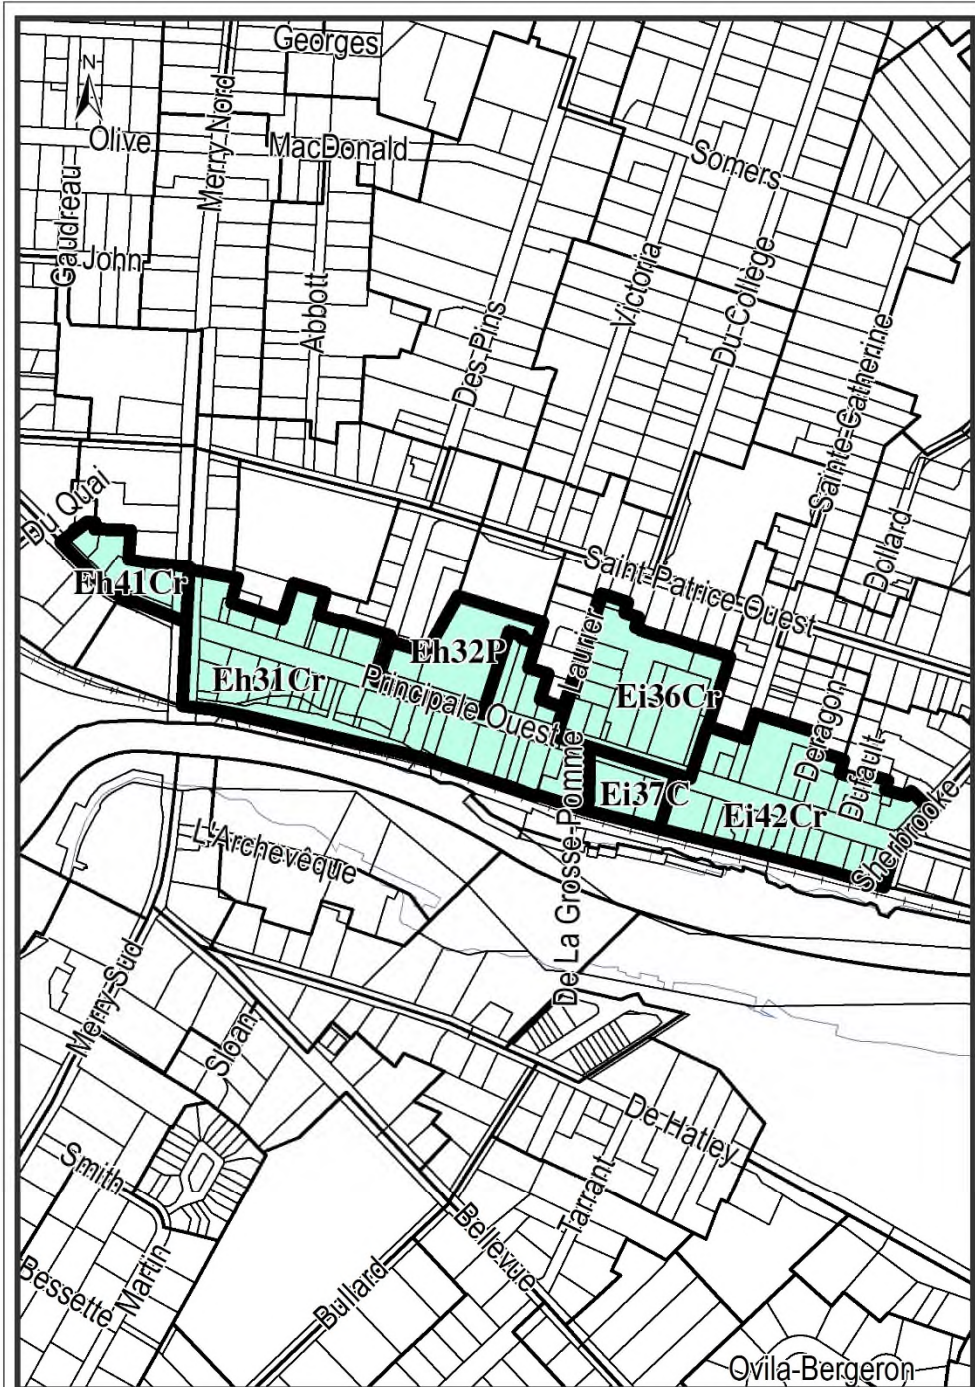 Georges
N
Merry-Nord
Olive
MacDonald
Somers
Gaudreau
John
Abbott
Victoria
Du Collège
Des Pins
Sainte-Catherine
Du Quai
Dollard
Saint-Patrice Ouest
Eh41Cr
Eh32P
Laurier
Eh31Cr
Principale Ouest
Ei36Cr
Deragon
Dufault
Ei37C
Ei42Cr
Sherbrooke
L'Archevêque
De La Grosse-Pomme
Merry-Sud
Sloan
De Hatley
Smith
Tarrant
Bellevue
Martin
Bessette
Bullard
Ovila-Bergeron